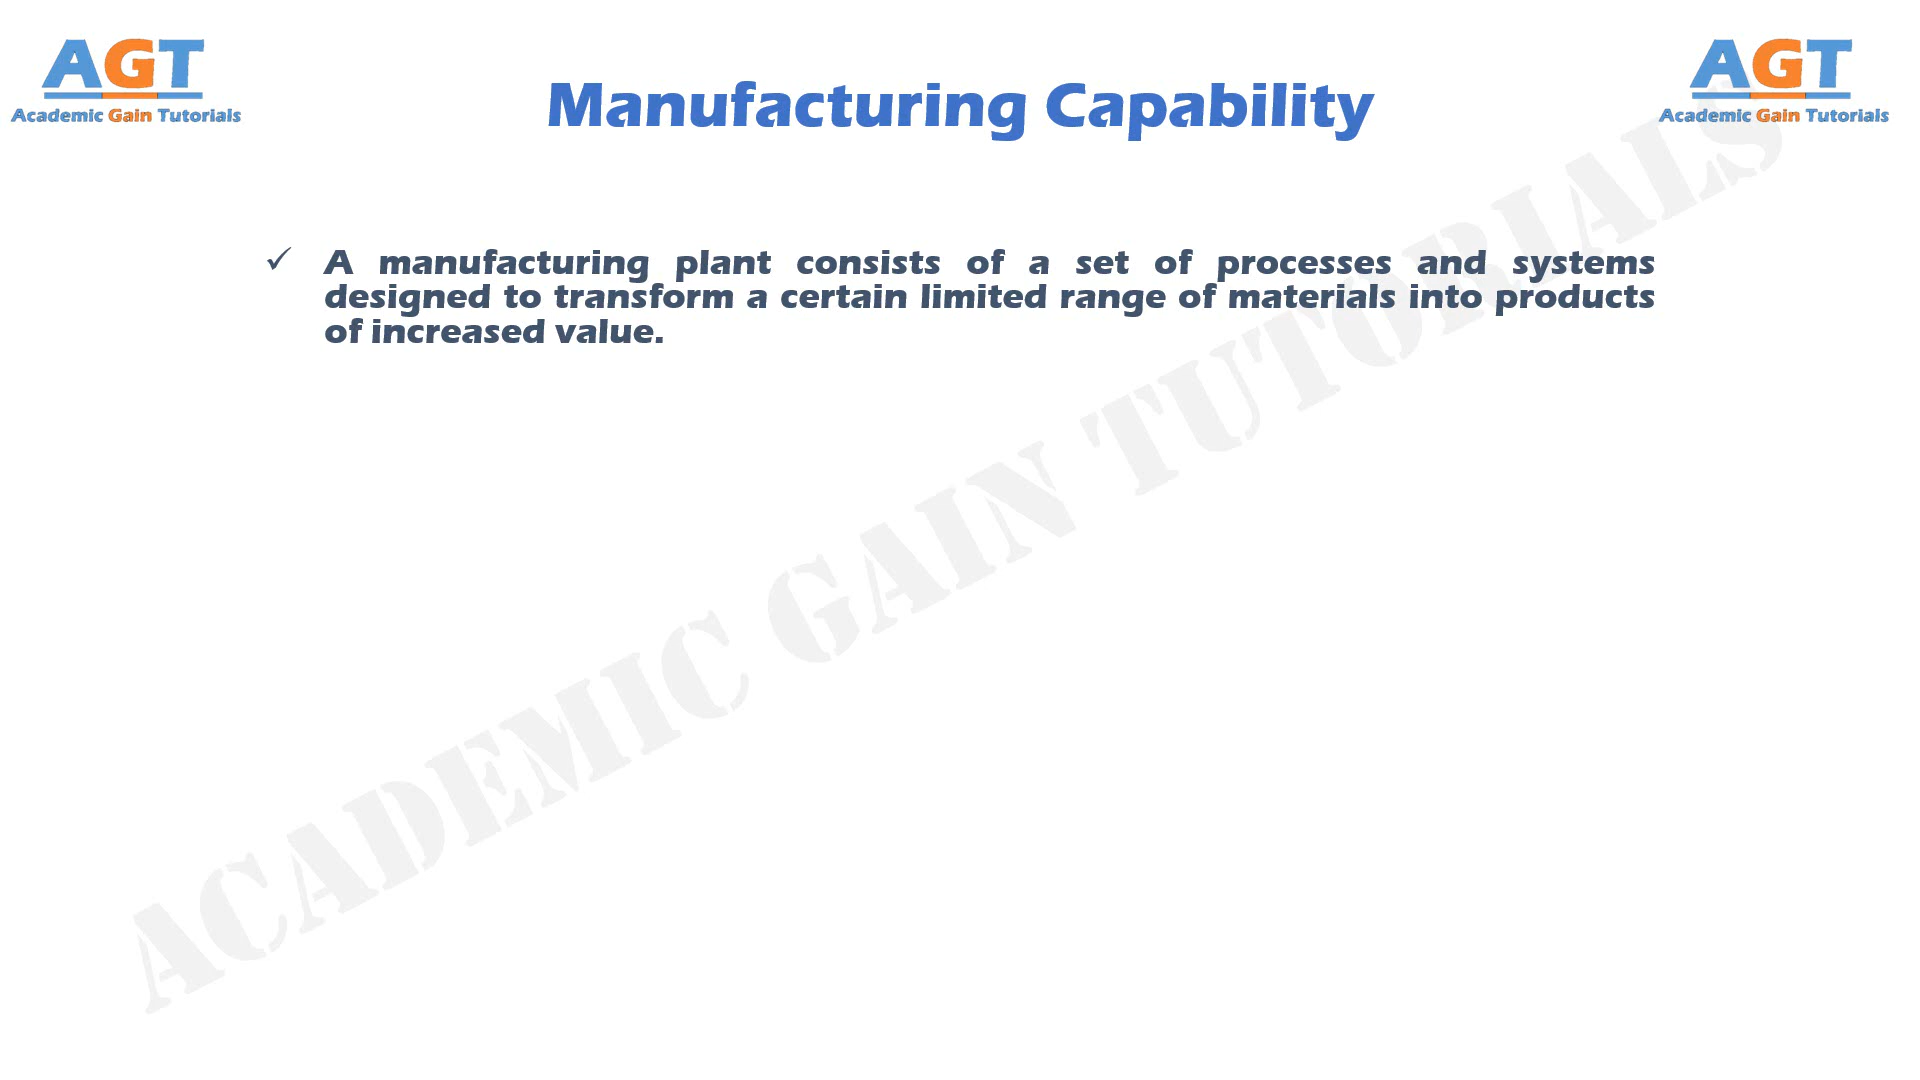 AGT
Academic Gain Tutorials
Manufacturing Capability
AGT
Academic Gain Tutorials
✓ A manufacturing plant consists of a set of processes and systems
designed to transform a certain limited range of materials into products
of increased value.
ACADEMIC GAIN TUTORIALS